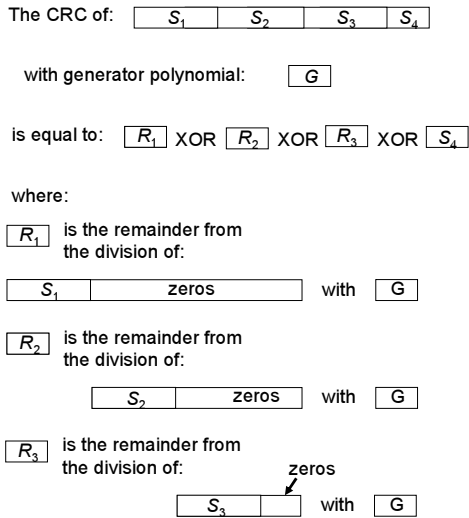 The CRC of: S1 S2 S3 S4
with generator polynomial: G
is equal to: R1 XOR R2 XOR R3 XOR S4
where:
R1 is the remainder from
the division of:
S1 zeros with G
R2 is the remainder from
the division of:
S2 zeros with G
R3 is the remainder from
the division of:
zeros
S3 with G